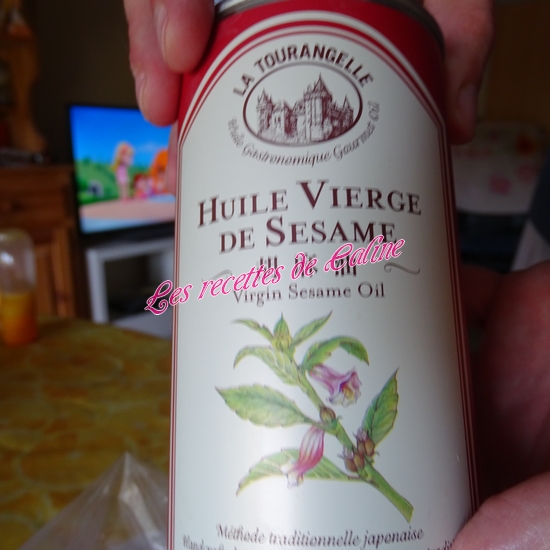 LA TOURANGELLE
Huile Gastronomique Gourmet Oil
HUILE VIERGE
DE SESAME
Les recettes de Caline
Virgin Sesame Oil
Méthode traditionnelle japonaise